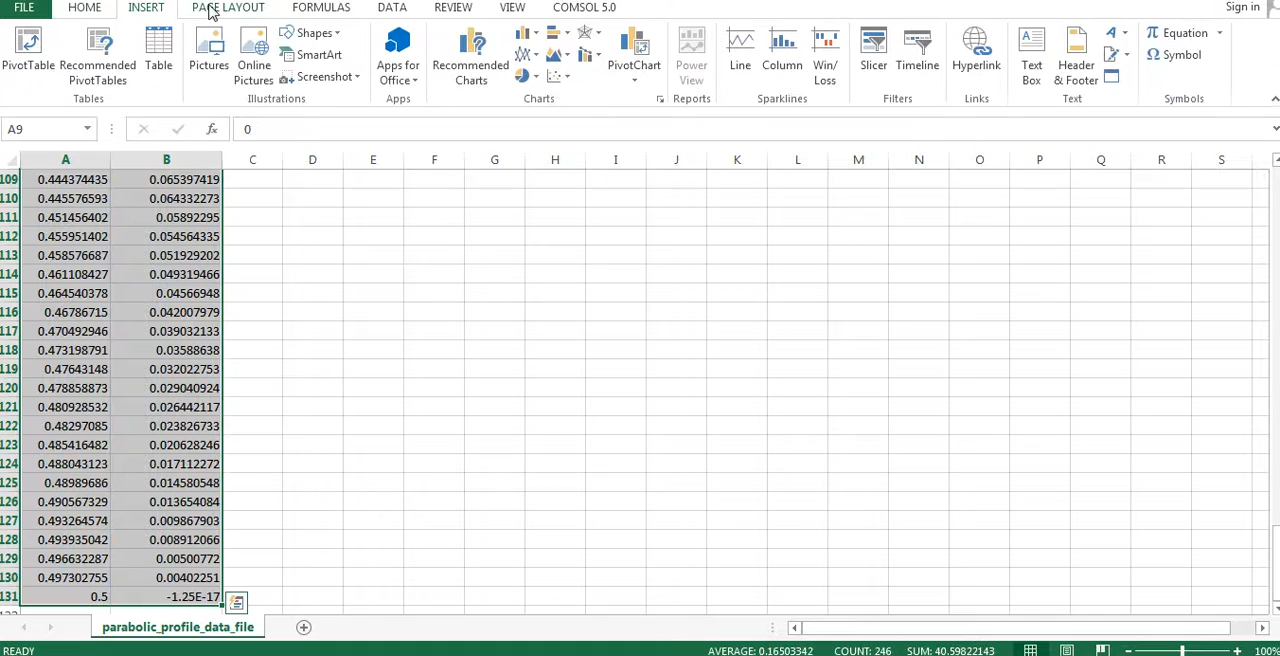 FILE HOME INSERT PAGE LAYOUT FORMULAS DATA REVIEW VIEW COMSOL 5.0 Sign in
PivotTable Recommended PivotTables Table Pictures Online Pictures Shapes SmartArt Screenshot Apps for Office Recommended Charts PivotChart Power View Line Column Win/ Loss Slicer Timeline Hyperlink Text Box Header & Footer Equation Symbol
Tables Illustrations Apps Charts Reports Sparklines Filters Links Text Symbols
A9 fx 0
A B C D E F G H I J K L M N O P Q R S
109 0.444374435 0.065397419
110 0.445576593 0.064332273
111 0.451456402 0.05892295
112 0.455951402 0.054564335
113 0.458576687 0.051929202
114 0.461108427 0.049319466
115 0.464540378 0.04566948
116 0.46786715 0.042007979
117 0.470492946 0.039032133
118 0.473198791 0.03588638
119 0.47643148 0.032022753
120 0.478858873 0.029040924
121 0.480928532 0.026442117
122 0.48297085 0.023826733
123 0.485416482 0.020628246
124 0.488043123 0.017112272
125 0.48989686 0.014580548
126 0.490567329 0.013654084
127 0.493264574 0.009867903
128 0.493935042 0.008912066
129 0.496632287 0.00500772
130 0.497302755 0.00402251
131 0.5 -1.25E-17
parabolic_profile_data_file
READY AVERAGE: 0.16503342 COUNT: 246 SUM: 40.59822143 100%